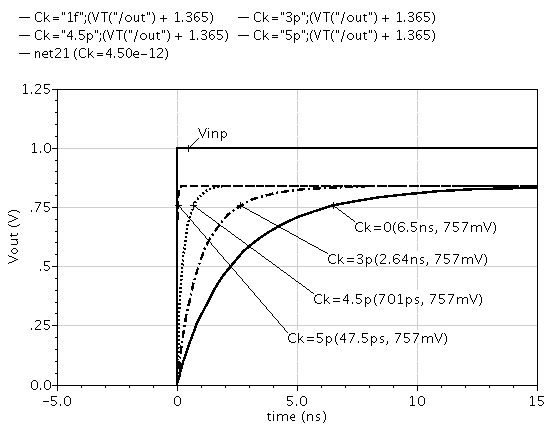 Ck="1f";(VT("/out") + 1.365) Ck="3p";(VT("/out") + 1.365)
Ck="4.5p";(VT("/out") + 1.365) Ck="5p";(VT("/out") + 1.365)
net21 (Ck=4.50e-12)
1.25
Vinp
1.0
.75
Ck=0(6.5ns, 757mV)
Vout (V)
Ck=3p(2.64ns, 757mV)
.5
Ck=4.5p(701ps, 757mV)
.25
Ck=5p(47.5ps, 757mV)
0.0
-5.0 0 5.0 10 15
time (ns)